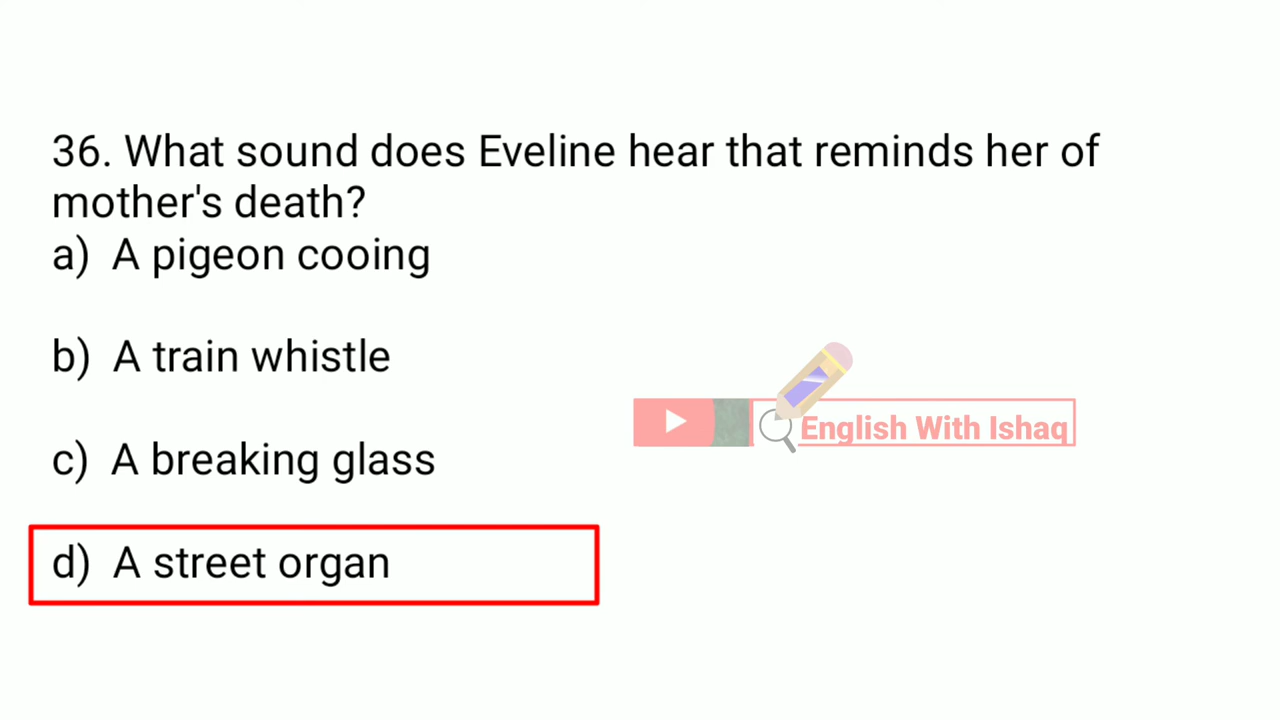 36. What sound does Eveline hear that reminds her of
mother's death?
a) A pigeon cooing
b) A train whistle
English With Ishaq
c) A breaking glass
d) A street organ